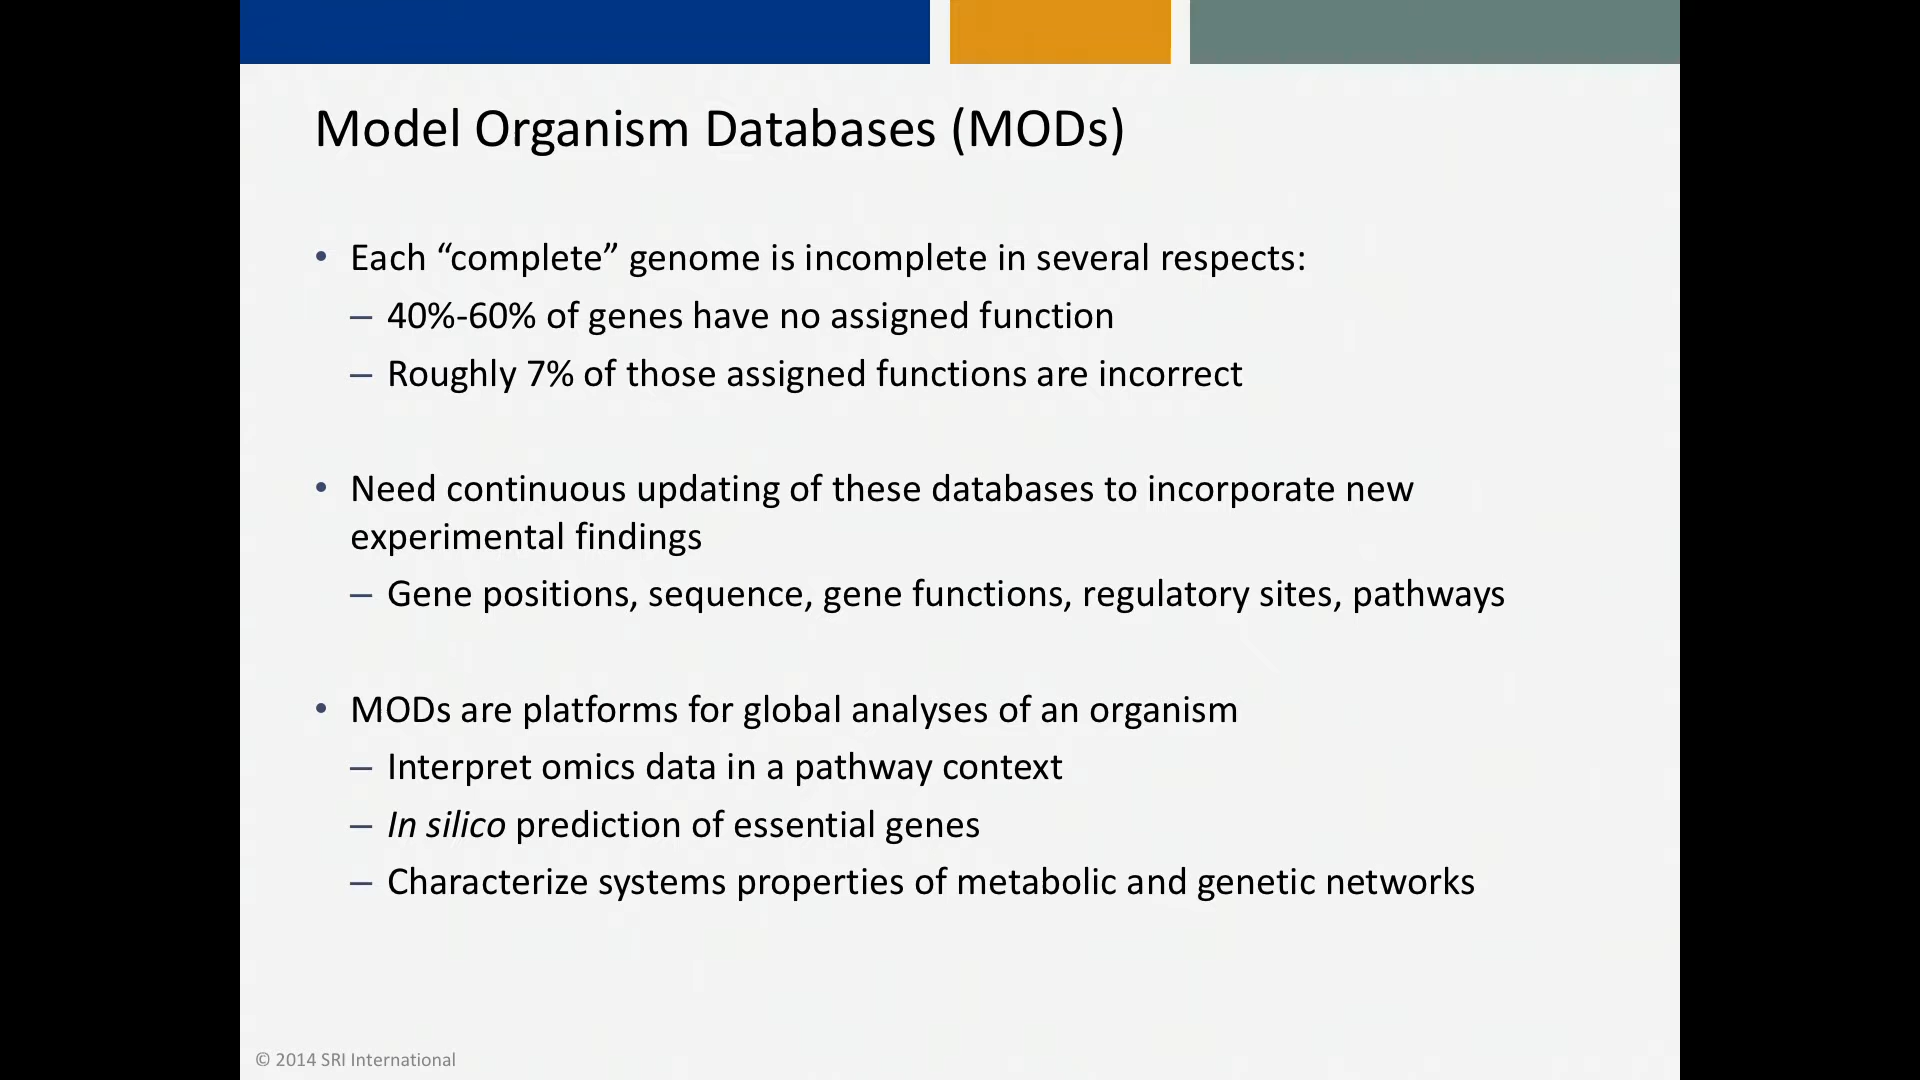 Model Organism Databases (MODs)
• Each “complete” genome is incomplete in several respects:
– 40%-60% of genes have no assigned function
– Roughly 7% of those assigned functions are incorrect
• Need continuous updating of these databases to incorporate new
experimental findings
– Gene positions, sequence, gene functions, regulatory sites, pathways
• MODs are platforms for global analyses of an organism
– Interpret omics data in a pathway context
– In silico prediction of essential genes
– Characterize systems properties of metabolic and genetic networks
© 2014 SRI International